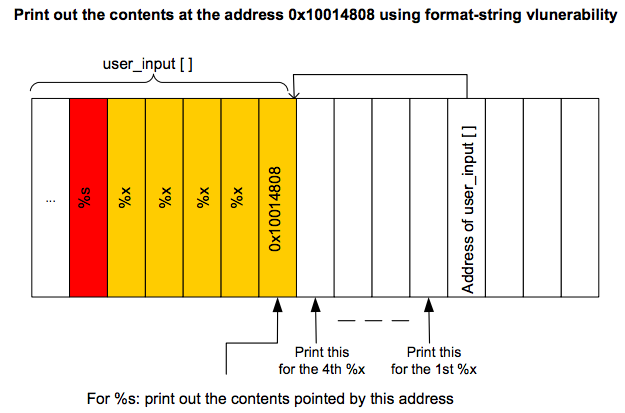 Print out the contents at the address 0x10014808 using format-string vlunerability
user_input [ ]
...
%s
%x
%x
%x
%x
0x10014808
Address of user_input [ ]
Print this
for the 4th %x
Print this
for the 1st %x
For %s: print out the contents pointed by this address